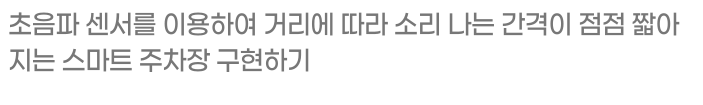 초음파 센서를 이용하여 거리에 따라 소리 나는 간격이 점점 짧아
지는 스마트 주차장 구현하기